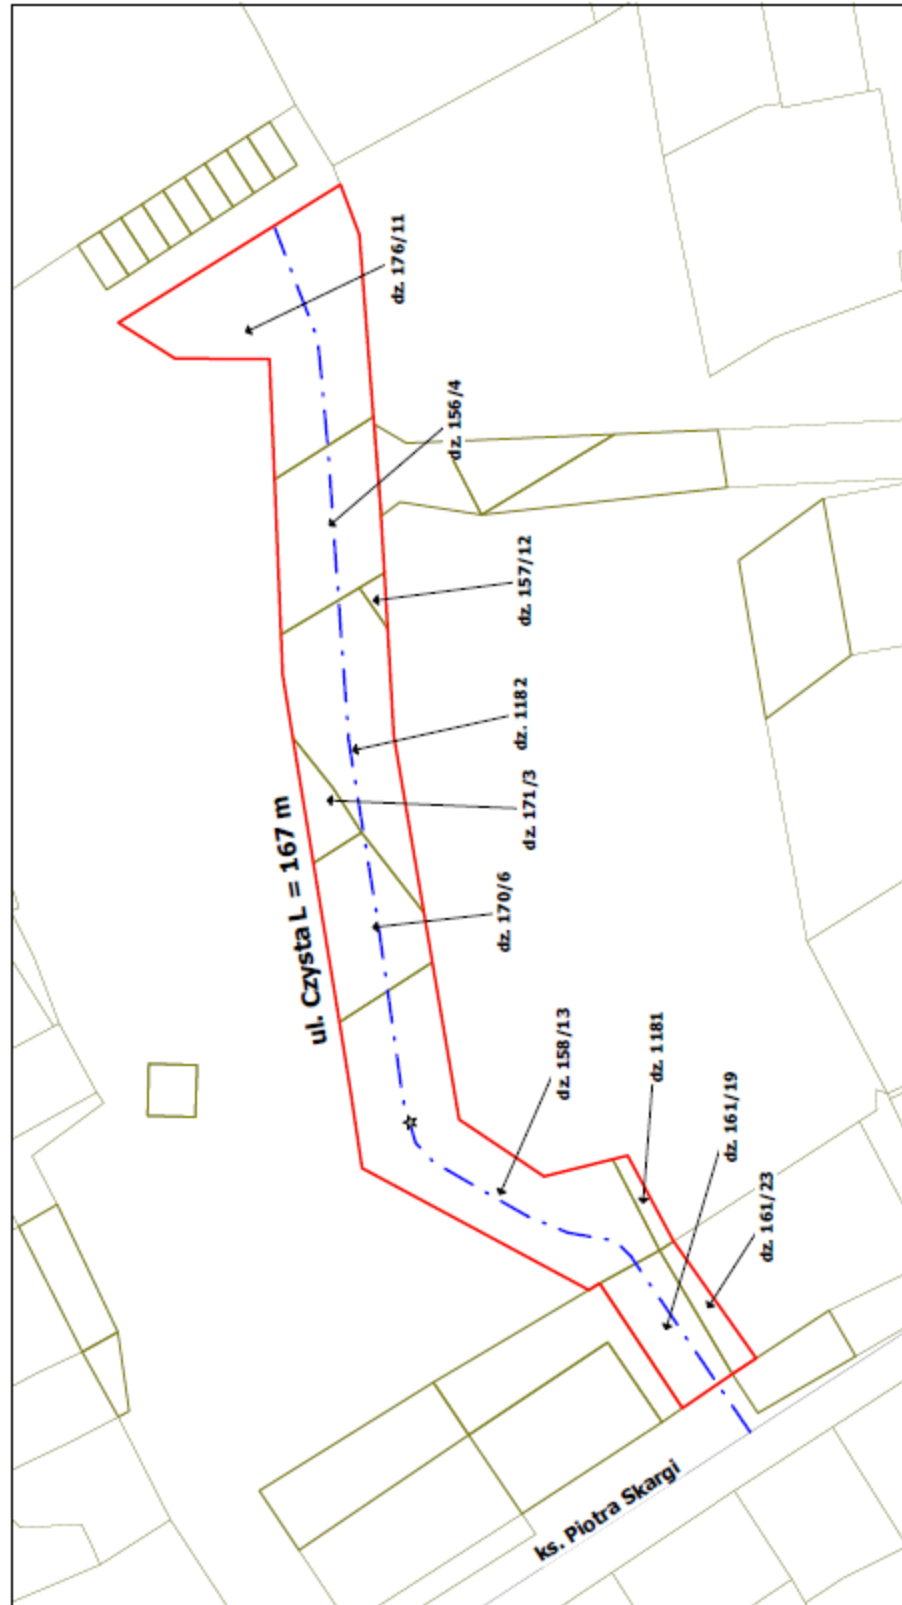 dz. 176/11
dz. 156/4
dz. 157/12
dz. 1182
dz. 171/3
ul. Czysta L = 167 m
dz. 170/6
dz. 158/13
dz. 1181
dz. 161/19
dz. 161/23
ks. Piotra Skargi